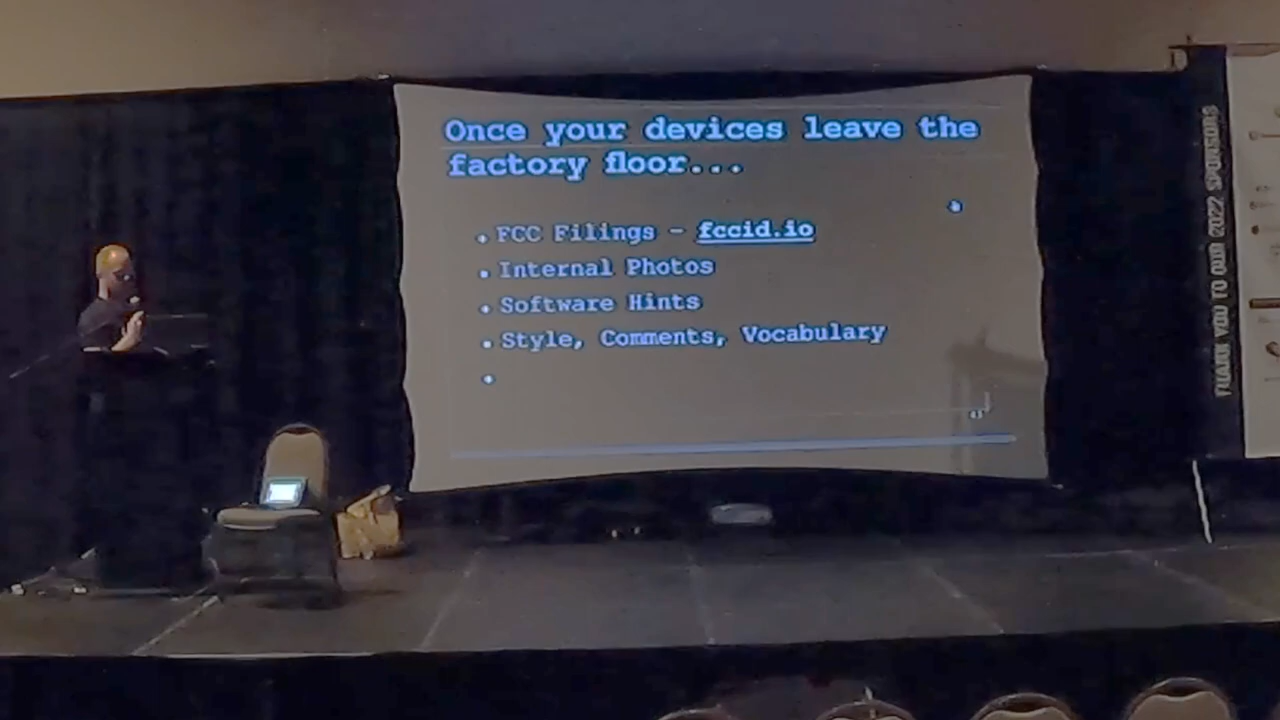 Once your devices leave the
factory floor...
FCC Filings - fccid.io
Internal Photos
Software Hints
Style, Comments, Vocabulary
THANK YOU TO OUR 2022 SPONSORS